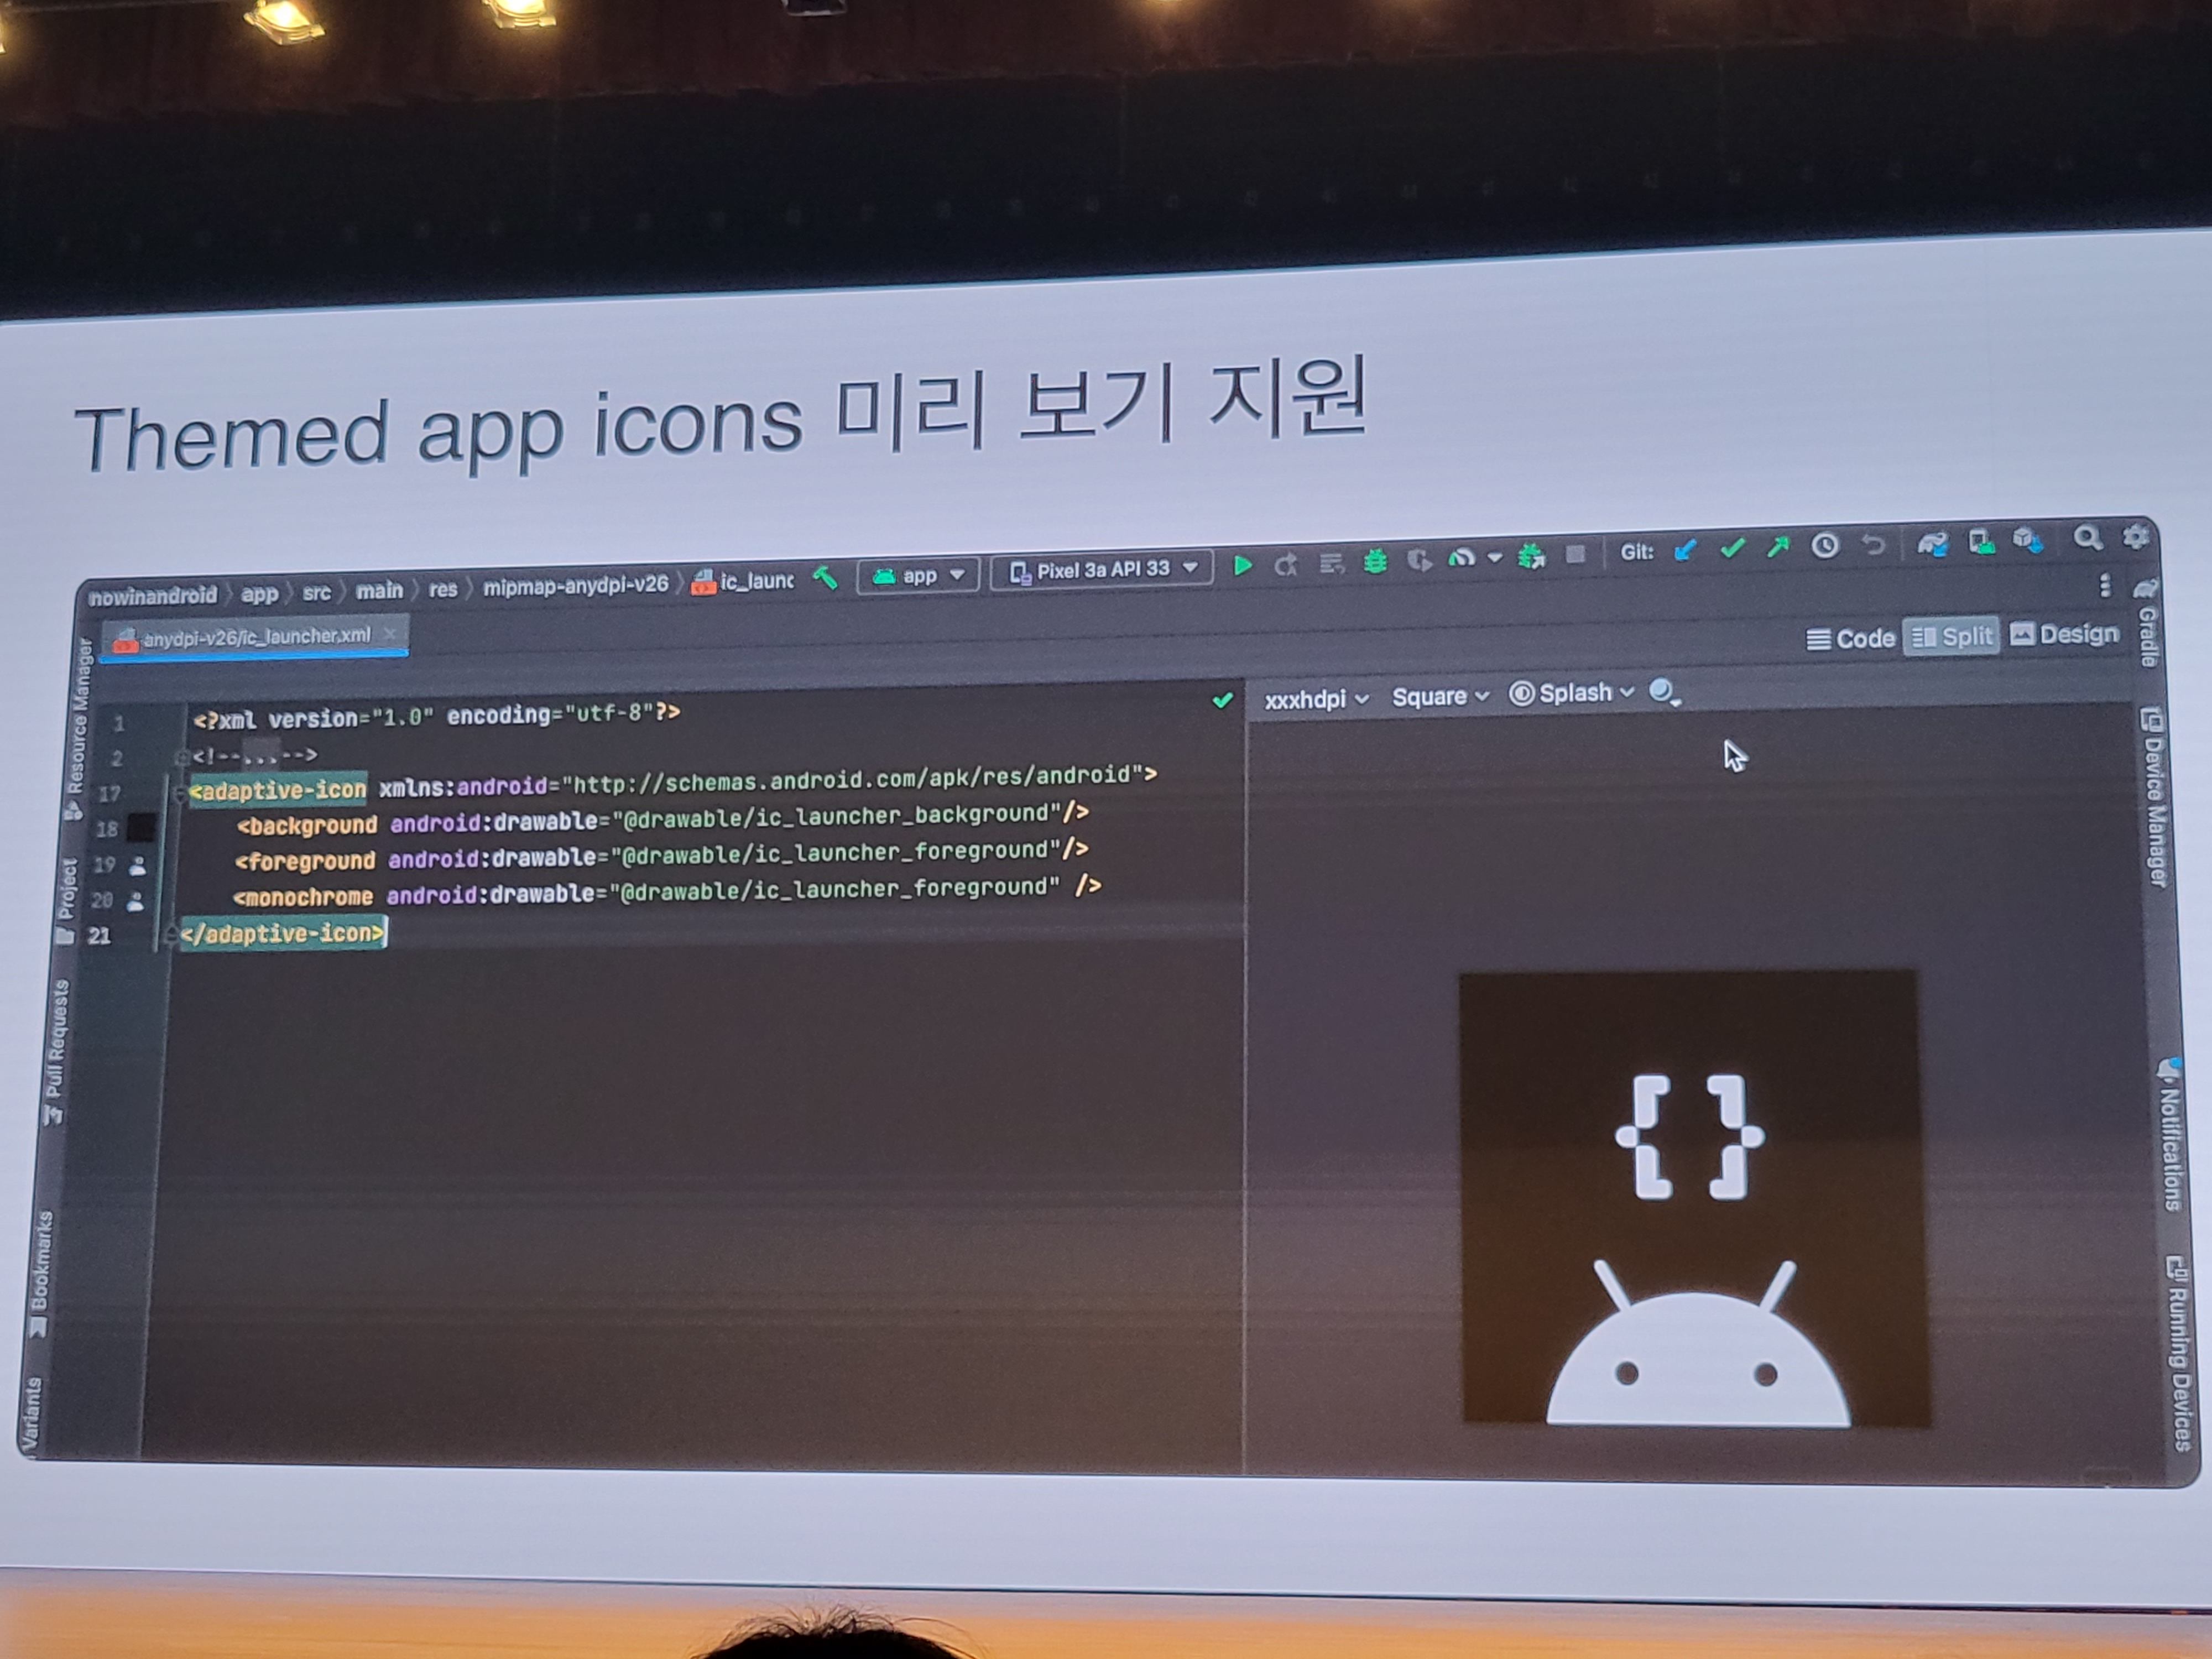 Themed app icons 미리 보기 지원
nowinandroid app src main res mipmap-anydpi-v26 ic_launc app Pixel 3a API 33 Git:
anydpi-v26/ic_launcher.xml
Code Split Design
xxxhdpi Square Splash
1 <?xml version="1.0" encoding="utf-8"?>
2 <!--...-->
17 <adaptive-icon xmlns:android="http://schemas.android.com/apk/res/android">
18 <background android:drawable="@drawable/ic_launcher_background"/>
19 <foreground android:drawable="@drawable/ic_launcher_foreground"/>
20 <monochrome android:drawable="@drawable/ic_launcher_foreground" />
21 </adaptive-icon>
Resource Manager
Project
Pull Requests
Bookmarks
Variants
Gradle
Device Manager
Notifications
Running Devices
{ }